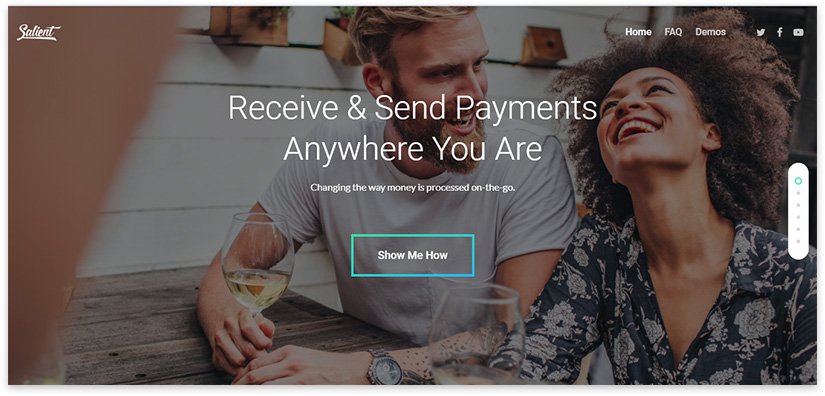 Salient
Home FAQ Demos
Receive & Send Payments
Anywhere You Are
Changing the way money is processed on-the-go.
Show Me How